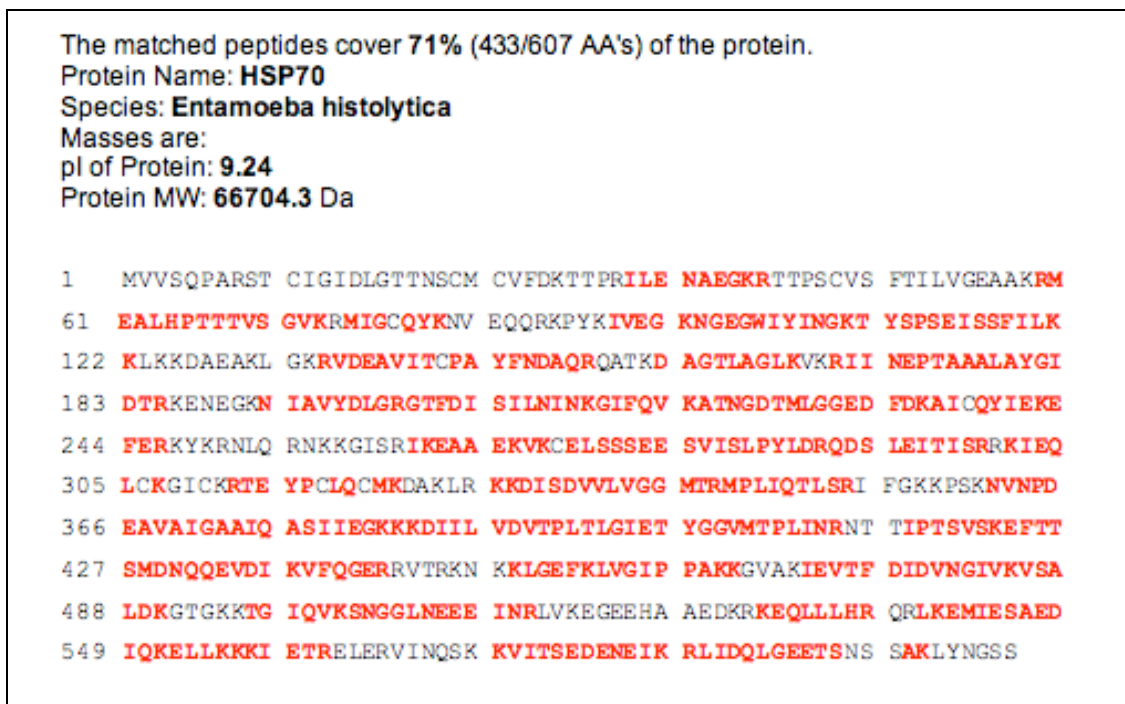 The matched peptides cover 71% (433/607 AA's) of the protein.
Protein Name: HSP70
Species: Entamoeba histolytica
Masses are:
pI of Protein: 9.24
Protein MW: 66704.3 Da
1 MVVSQPARST CIGIDLGTTNSCM CVFDKTTPRILE NAEGKRTTPSCVS FTILVGEAAKRM
61 EALHPTTTVS GVKRMIGCQYKNV EQQRKPYKIVEG KNGEGWIYINGKT YSPSEISSFILK
122 KLKKDAEAKL GKRVDEAVITCPA YFNDAQRQATKD AGTLAGLKVKRII NEPTAAALAYGI
183 DTRKENEGKN IAVYDLGRGTFDI SILNINKGIFQV KATNGDTMLGGED FDKAICQYIEKE
244 FERKYKRNLQ RNKKGISRIKEAA EKVKCELSSSEE SVISLPYLDRQDS LEITISRRKIEQ
305 LCKGICKRTE YPCLQCMKDAKLR KKDISDVVLVGG MTRMPLIQTLSRI FGKKPSKNVNPD
366 EAVAIGAAIQ ASIIEGKKKDIIL VDVTPLTLGIET YGGVMTPLINRNT TIPTSVSKEFTT
427 SMDNQQEVDI KVFQGERRVTRKN KKLGEFKLVGIP PAKKGVAKIEVTF DIDVNGIVKVSA
488 LDKGTGKKTG IQVKSNGGLNEEE INRLVKEGEEHA AEDKRKEQLLLHR QRLKEMIESAED
549 IQKELLKKKI ETRELERVINQSK KVITSEDENEIK RLIDQLGEETSNS SAKLYNGSS